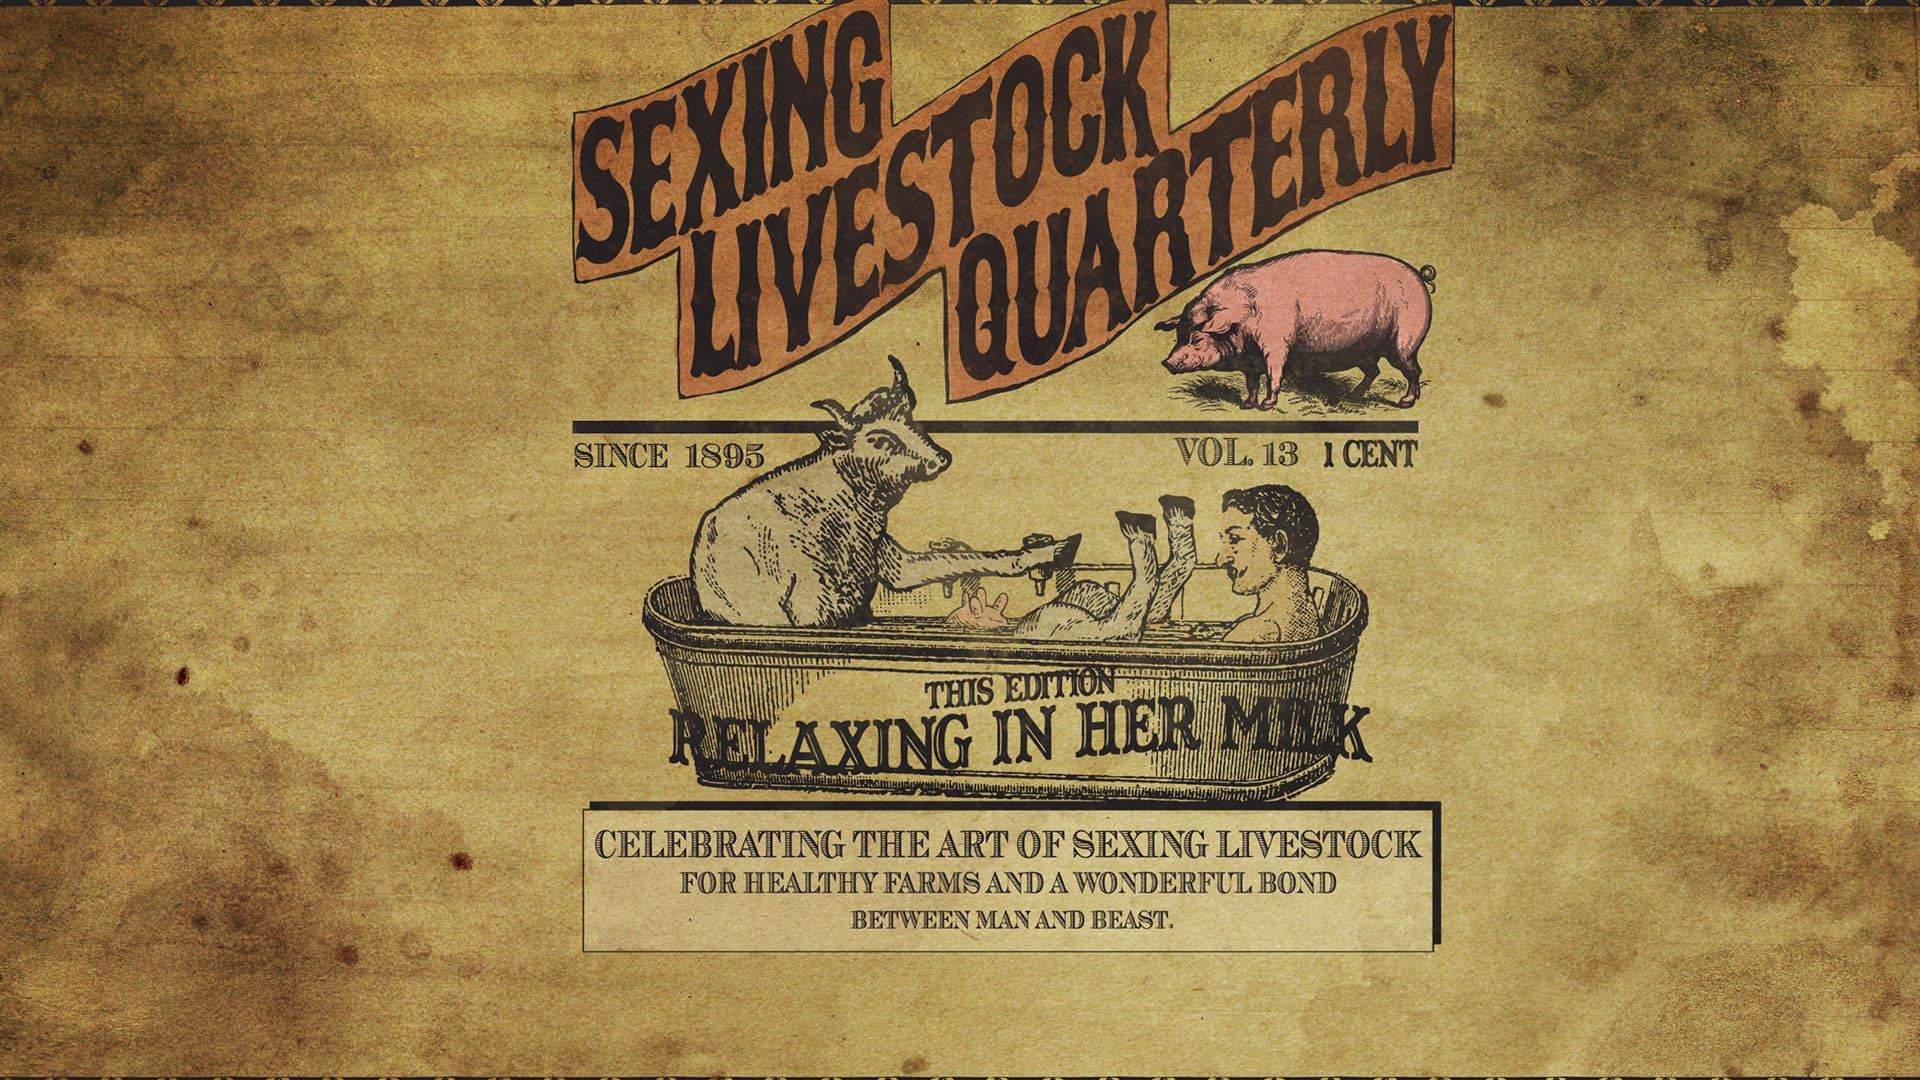 SEXING
LIVESTOCK
QUARTERLY
SINCE 1895
VOL. 13 1 CENT
THIS EDITION
RELAXING IN HER MILK
CELEBRATING THE ART OF SEXING LIVESTOCK
FOR HEALTHY FARMS AND A WONDERFUL BOND
BETWEEN MAN AND BEAST.